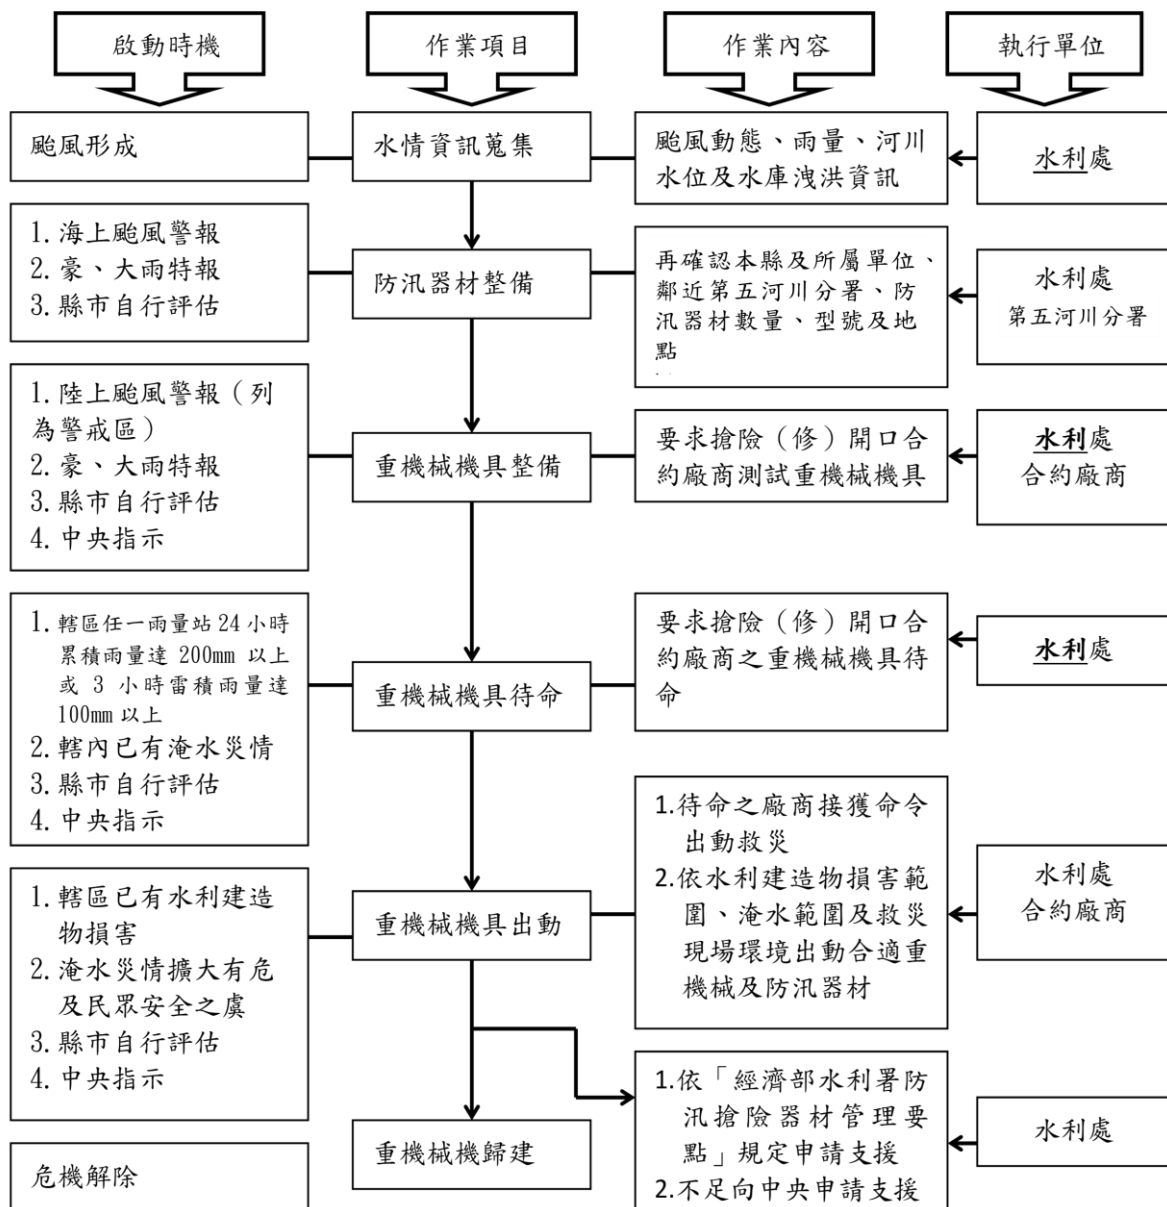 啟動時機
作業項目
作業內容
執行單位
颱風形成
水情資訊蒐集
颱風動態、雨量、河川
水位及水庫洩洪資訊
水利處
1. 海上颱風警報
2. 豪、大雨特報
3. 縣市自行評估
防汛器材整備
再確認本縣及所屬單位、
鄰近第五河川分署、防
汛器材數量、型號及地
點
水利處
第五河川分署
1. 陸上颱風警報（列
為警戒區）
2. 豪、大雨特報
3. 縣市自行評估
4. 中央指示
重機械機具整備
要求搶險（修）開口合
約廠商測試重機械機具
水利處
合約廠商
1. 轄區任一雨量站 24 小時
累積雨量達 200mm 以上
或 3 小時雷積雨量達
100mm 以上
2. 轄內已有淹水災情
3. 縣市自行評估
4. 中央指示
重機械機具待命
要求搶險（修）開口合
約廠商之重機械機具待
命
水利處
1. 轄區已有水利建造
物損害
2. 淹水災情擴大有危
及民眾安全之虞
3. 縣市自行評估
4. 中央指示
重機械機具出動
1.待命之廠商接獲命令
出動救災
2.依水利建造物損害範
圍、淹水範圍及救災
現場環境出動合適重
機械及防汛器材
水利處
合約廠商
危機解除
重機械機歸建
1.依「經濟部水利署防
汛搶險器材管理要
點」規定申請支援
2.不足向中央申請支援
水利處